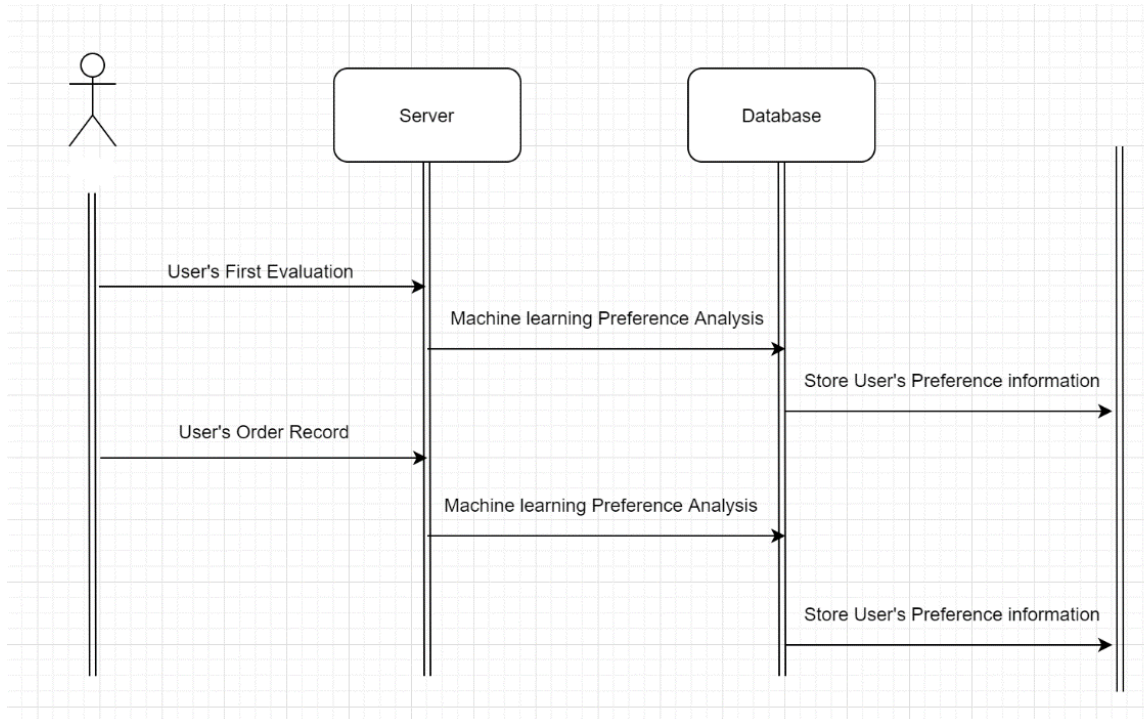 Server
Database
User's First Evaluation
Machine learning Preference Analysis
Store User's Preference information
User's Order Record
Machine learning Preference Analysis
Store User's Preference information